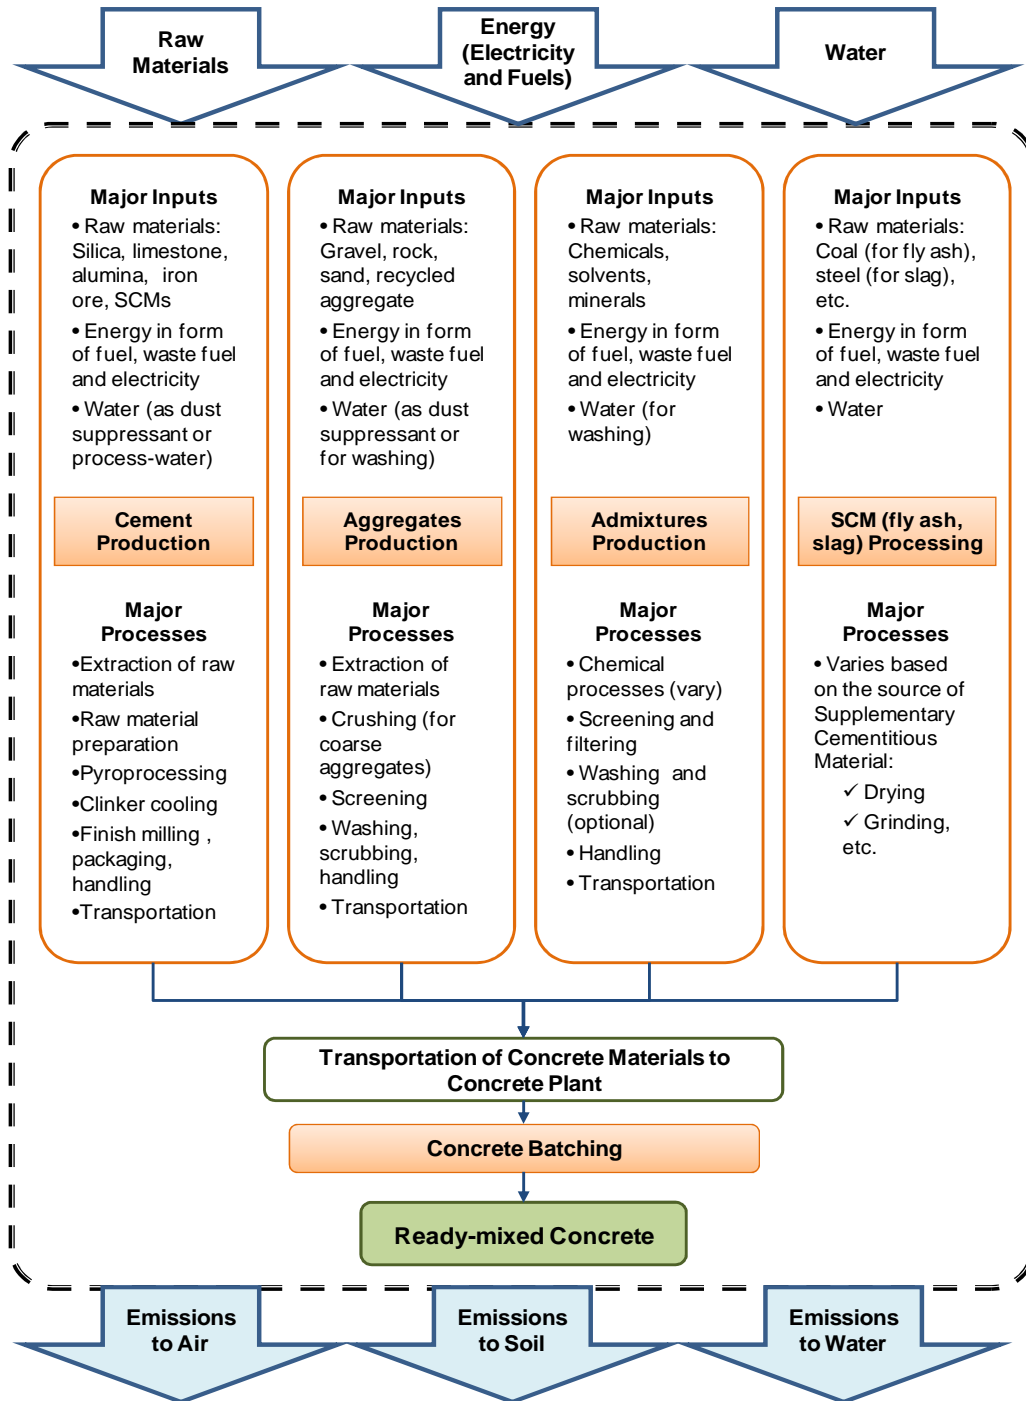 Raw
Materials
Energy
(Electricity
and Fuels)
Water
Major Inputs
• Raw materials:
Silica, limestone,
alumina, iron
ore, SCMs
• Energy in form
of fuel, waste fuel
and electricity
• Water (as dust
suppressant or
process-water)
Cement
Production
Major
Processes
•Extraction of raw
materials
•Raw material
preparation
•Pyroprocessing
•Clinker cooling
•Finish milling ,
packaging,
handling
•Transportation
Major Inputs
• Raw materials:
Gravel, rock,
sand, recycled
aggregate
• Energy in form
of fuel, waste fuel
and electricity
• Water (as dust
suppressant or
for washing)
Aggregates
Production
Major
Processes
• Extraction of
raw materials
• Crushing (for
coarse
aggregates)
• Screening
• Washing,
scrubbing,
handling
• Transportation
Major Inputs
• Raw materials:
Chemicals,
solvents,
minerals
• Energy in form
of fuel, waste fuel
and electricity
• Water (for
washing)
Admixtures
Production
Major
Processes
• Chemical
processes (vary)
• Screening and
filtering
• Washing and
scrubbing
(optional)
• Handling
• Transportation
Major Inputs
• Raw materials:
Coal (for fly ash),
steel (for slag),
etc.
• Energy in form
of fuel, waste fuel
and electricity
• Water
SCM (fly ash,
slag) Processing
Major
Processes
• Varies based
on the source of
Supplementary
Cementitious
Material:
✓ Drying
✓ Grinding,
etc.
Transportation of Concrete Materials to
Concrete Plant
Concrete Batching
Ready-mixed Concrete
Emissions
to Air
Emissions
to Soil
Emissions
to Water